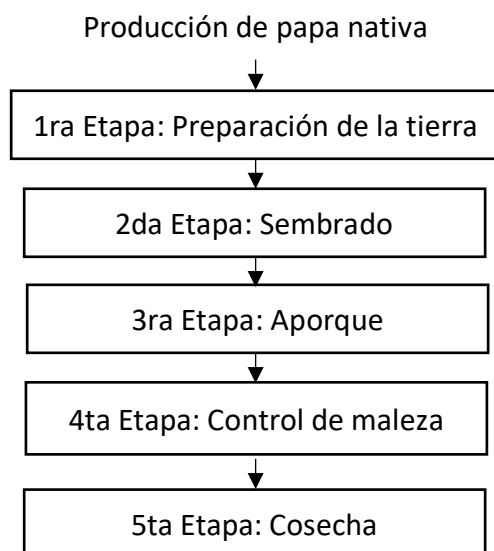 Producción de papa nativa
1ra Etapa: Preparación de la tierra
2da Etapa: Sembrado
3ra Etapa: Aporque
4ta Etapa: Control de maleza
5ta Etapa: Cosecha